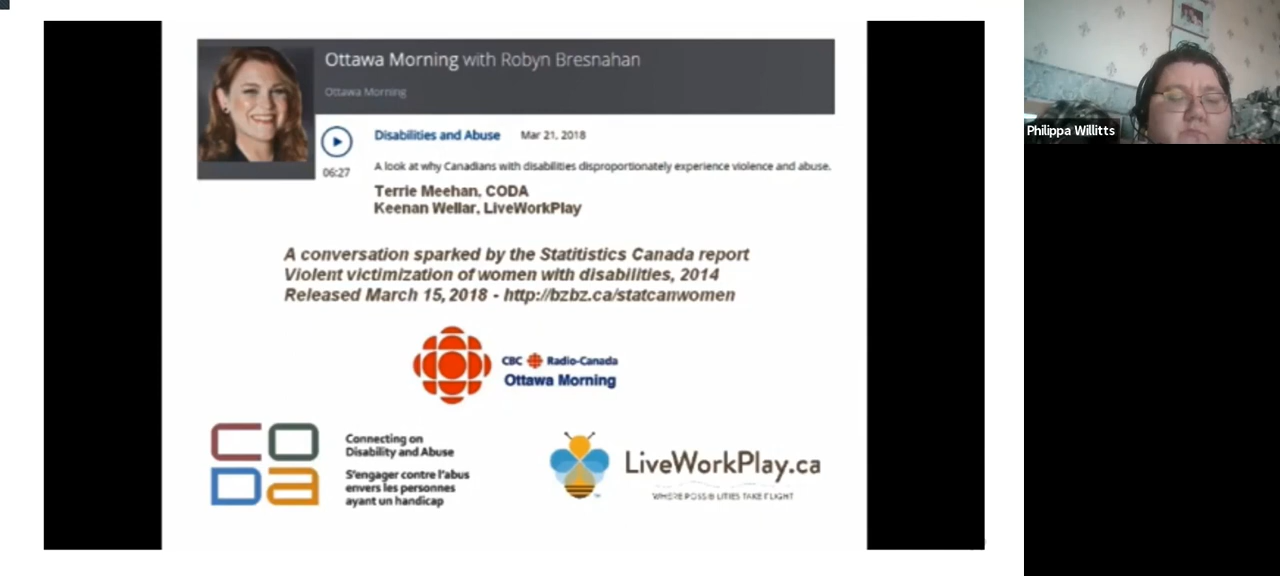 Ottawa Morning with Robyn Bresnahan
Ottawa Morning
Disabilities and Abuse Mar 21, 2018
06:27
A look at why Canadians with disabilities disproportionately experience violence and abuse.
Terrie Meehan, CODA
Keenan Wellar, LiveWorkPlay
A conversation sparked by the Statitistics Canada report
Violent victimization of women with disabilities, 2014
Released March 15, 2018 - http://bzbz.ca/statcanwomen
CBC Radio-Canada
Ottawa Morning
CODa
Connecting on
Disability and Abuse
S'engager contre l'abus
envers les personnes
ayant un handicap
LiveWorkPlay.ca
WHERE POSSIBILITIES TAKE FLIGHT
Philippa Willitts